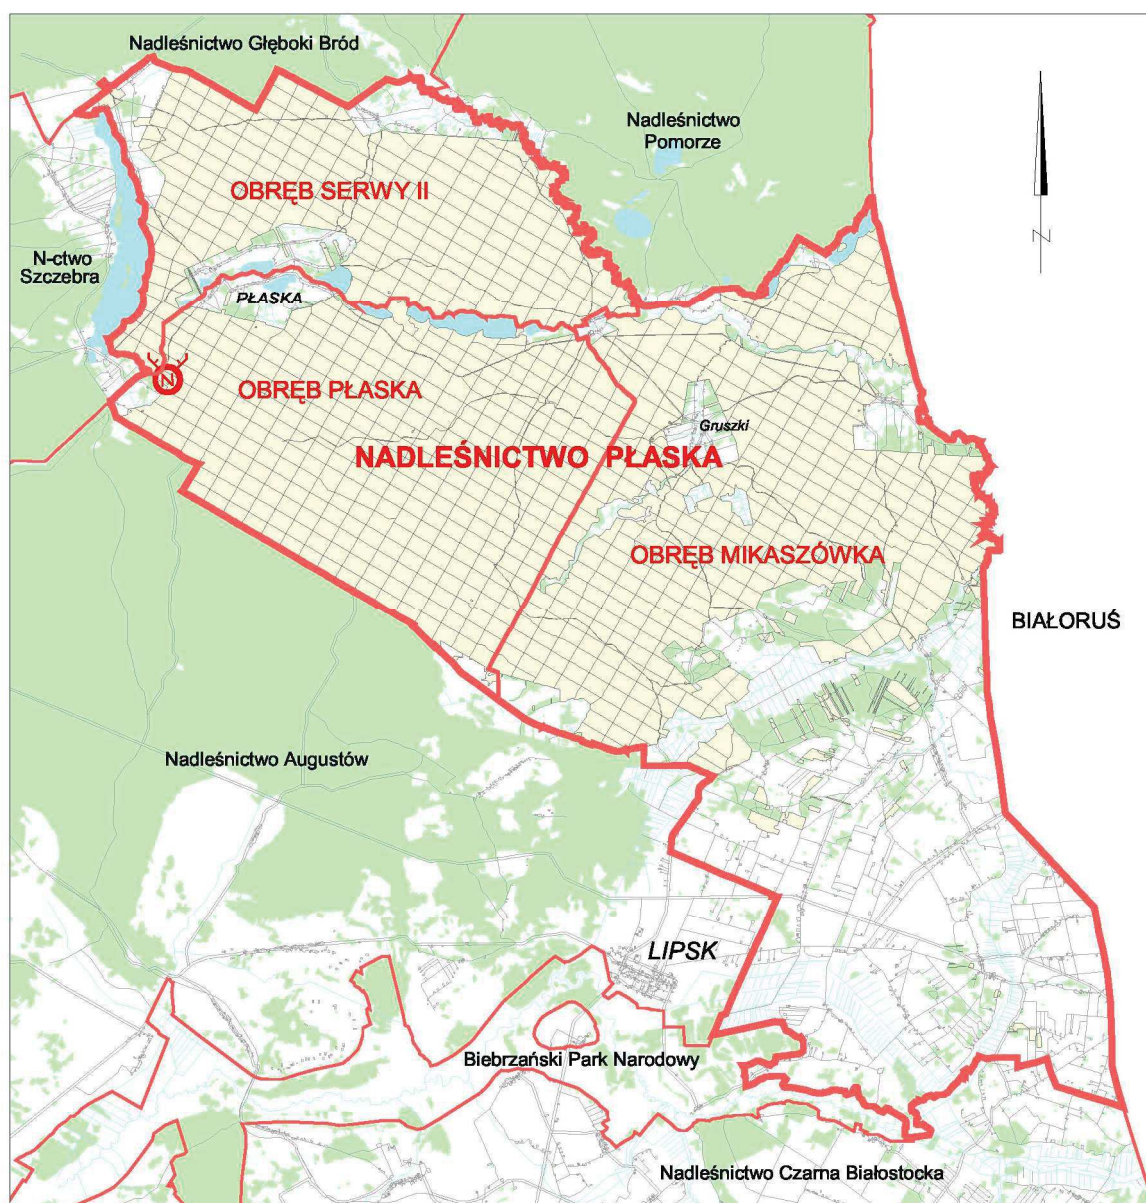 Nadleśnictwo Głęboki Bród
Nadleśnictwo
Pomorze
N
OBRĘB SERWY II
N-ctwo
Szczebra
PŁASKA
N
OBRĘB PŁASKA
Gruszki
NADLEŚNICTWO PŁASKA
OBRĘB MIKASZÓWKA
BIAŁORUŚ
Nadleśnictwo Augustów
LIPSK
Biebrzański Park Narodowy
Nadleśnictwo Czarna Białostocka